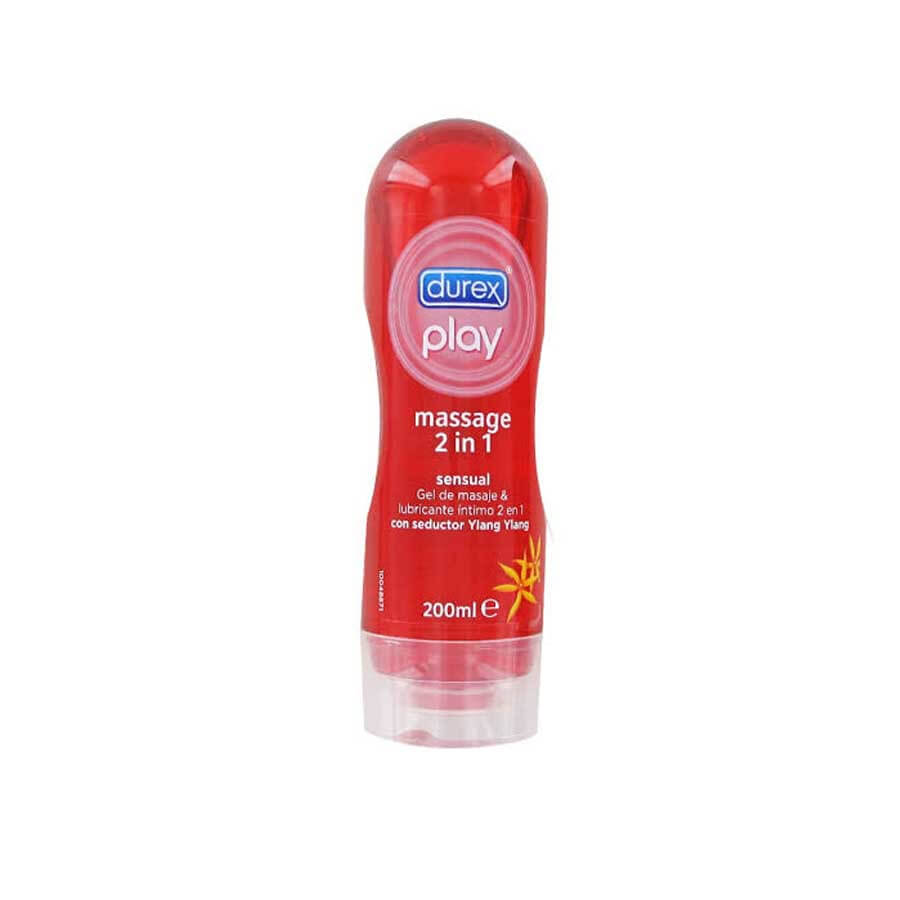 durex®
play
massage
2 in 1
sensual
Gel de masaje &
lubricante íntimo 2 en 1
con seductor Ylang Ylang
200ml e
10048871